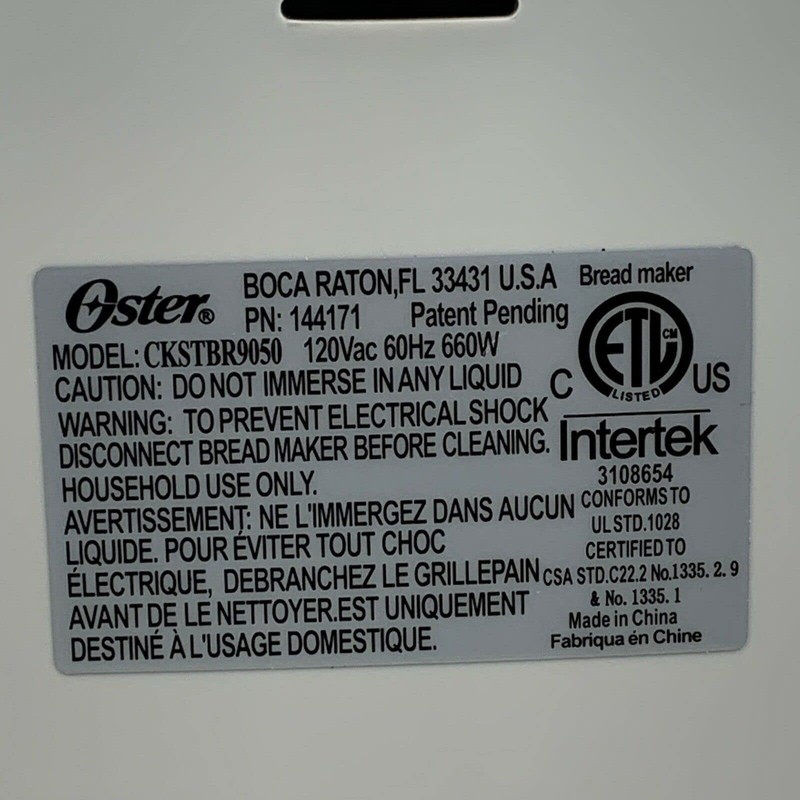 Oster® BOCA RATON,FL 33431 U.S.A Bread maker
PN: 144171 Patent Pending
MODEL: CKSTBR9050 120Vac 60Hz 660W
CAUTION: DO NOT IMMERSE IN ANY LIQUID
WARNING: TO PREVENT ELECTRICAL SHOCK
DISCONNECT BREAD MAKER BEFORE CLEANING.
HOUSEHOLD USE ONLY.
AVERTISSEMENT: NE L'IMMERGEZ DANS AUCUN
LIQUIDE. POUR ÉVITER TOUT CHOC
ÉLECTRIQUE, DEBRANCHEZ LE GRILLEPAIN
AVANT DE LE NETTOYER.EST UNIQUEMENT
DESTINÉ À L'USAGE DOMESTIQUE.
ETL CM
LISTED
C US
Intertek
3108654
CONFORMS TO
UL STD.1028
CERTIFIED TO
CSA STD.C22.2 No.1335.2.9
& No. 1335.1
Made in China
Fabriqua én Chine